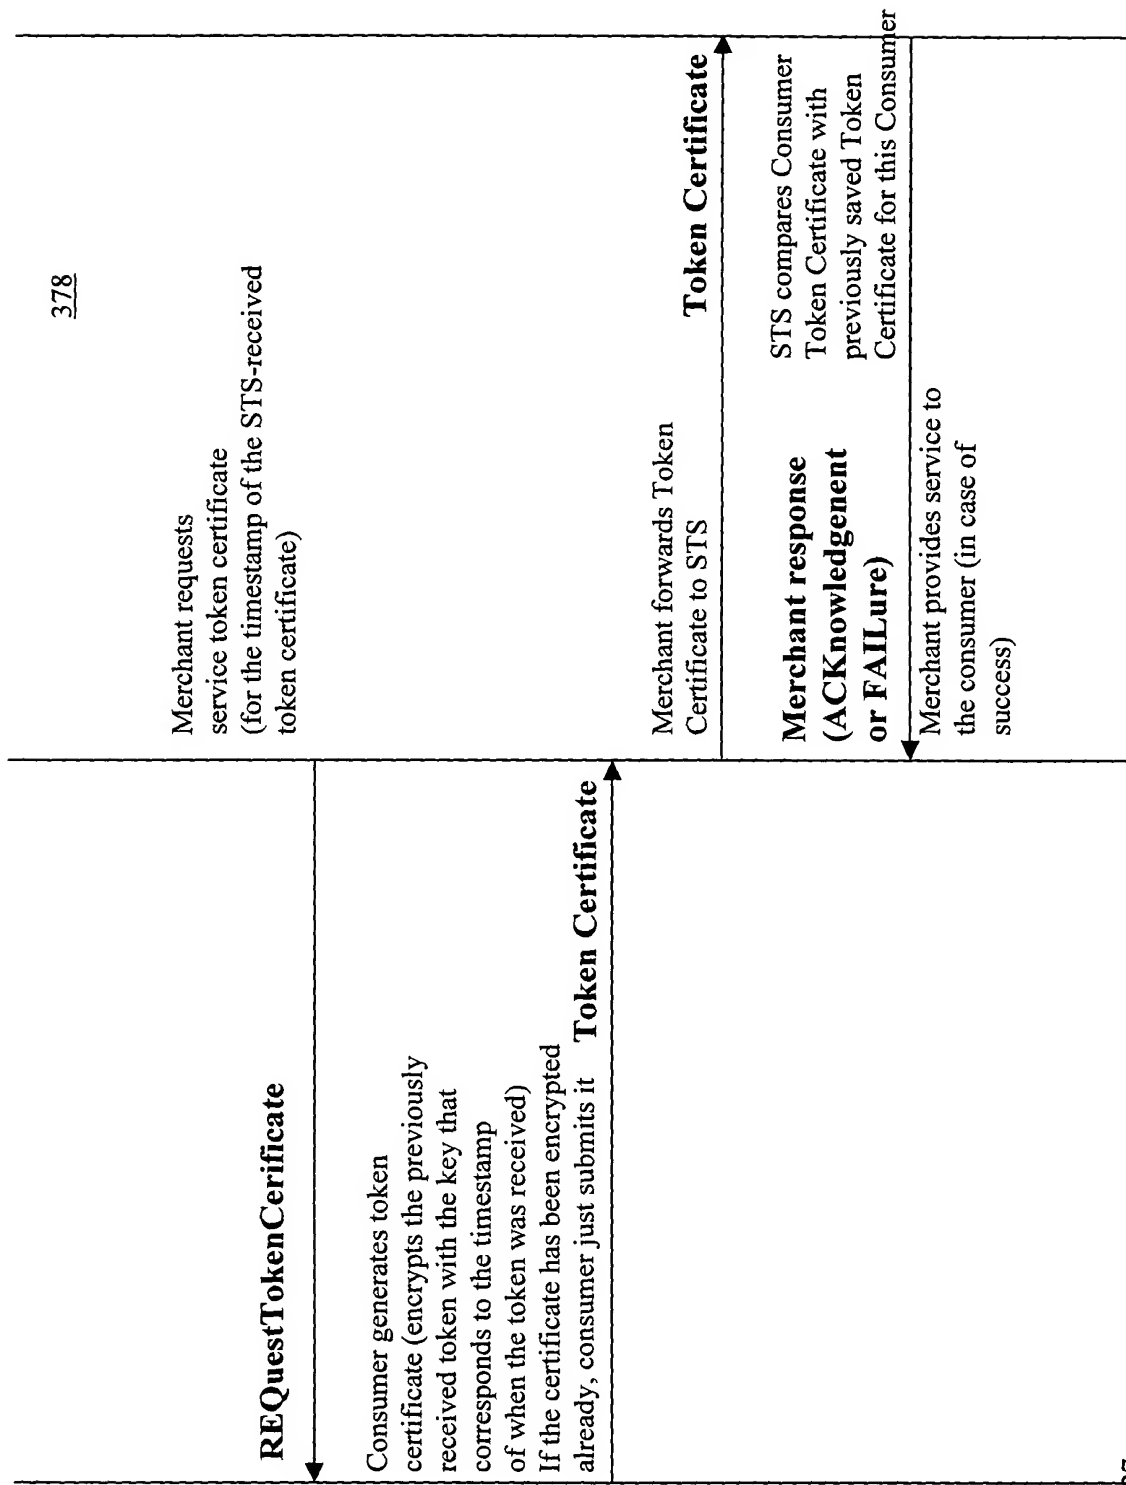 378
Merchant requests
service token certificate
(for the timestamp of the STS-received
token certificate)
REQuestTokenCerificate
Consumer generates token
certificate (encrypts the previously
received token with the key that
corresponds to the timestamp
of when the token was received)
If the certificate has been encrypted
already, consumer just submits it
Token Certificate
Merchant forwards Token
Certificate to STS
Token Certificate
STS compares Consumer
Token Certificate with
previously saved Token
Certificate for this Consumer
Merchant response
(ACKnowledgenent
or FAILure)
Merchant provides service to
the consumer (in case of
success)